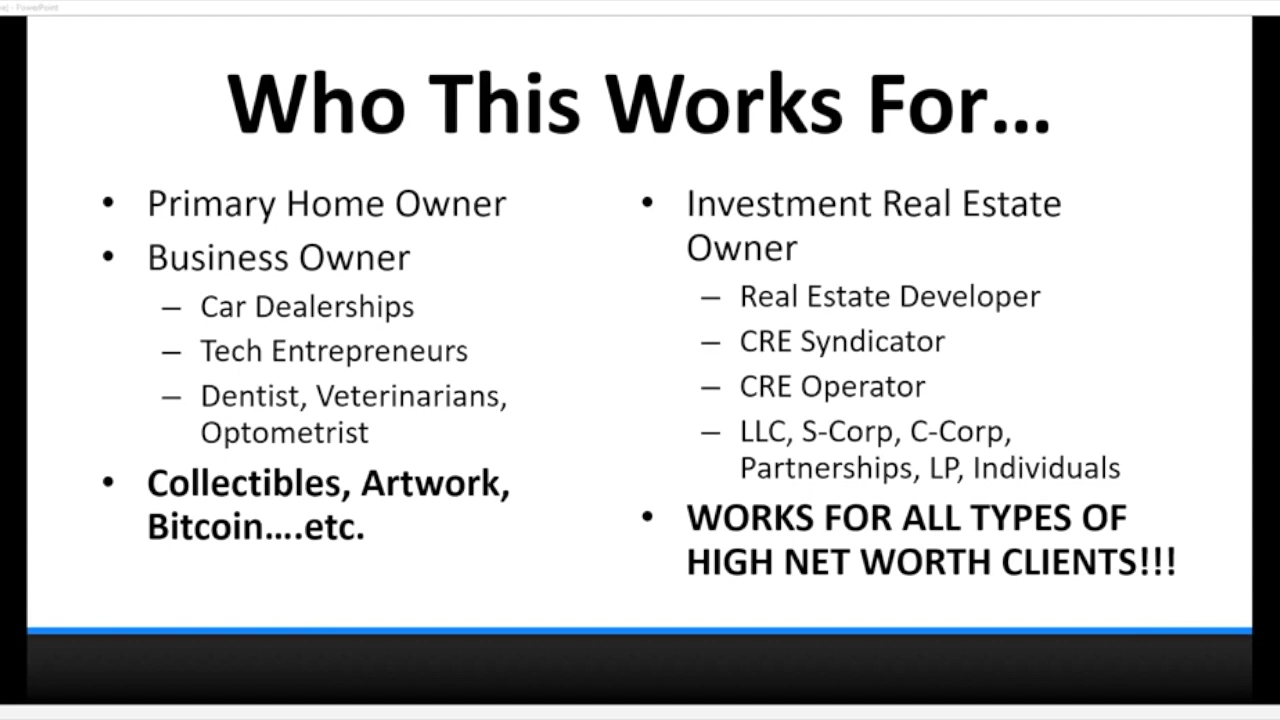 - PowerPoint
Who This Works For...
• Primary Home Owner
• Business Owner
– Car Dealerships
– Tech Entrepreneurs
– Dentist, Veterinarians,
Optometrist
• Collectibles, Artwork,
Bitcoin....etc.
• Investment Real Estate
Owner
– Real Estate Developer
– CRE Syndicator
– CRE Operator
– LLC, S-Corp, C-Corp,
Partnerships, LP, Individuals
• WORKS FOR ALL TYPES OF
HIGH NET WORTH CLIENTS!!!